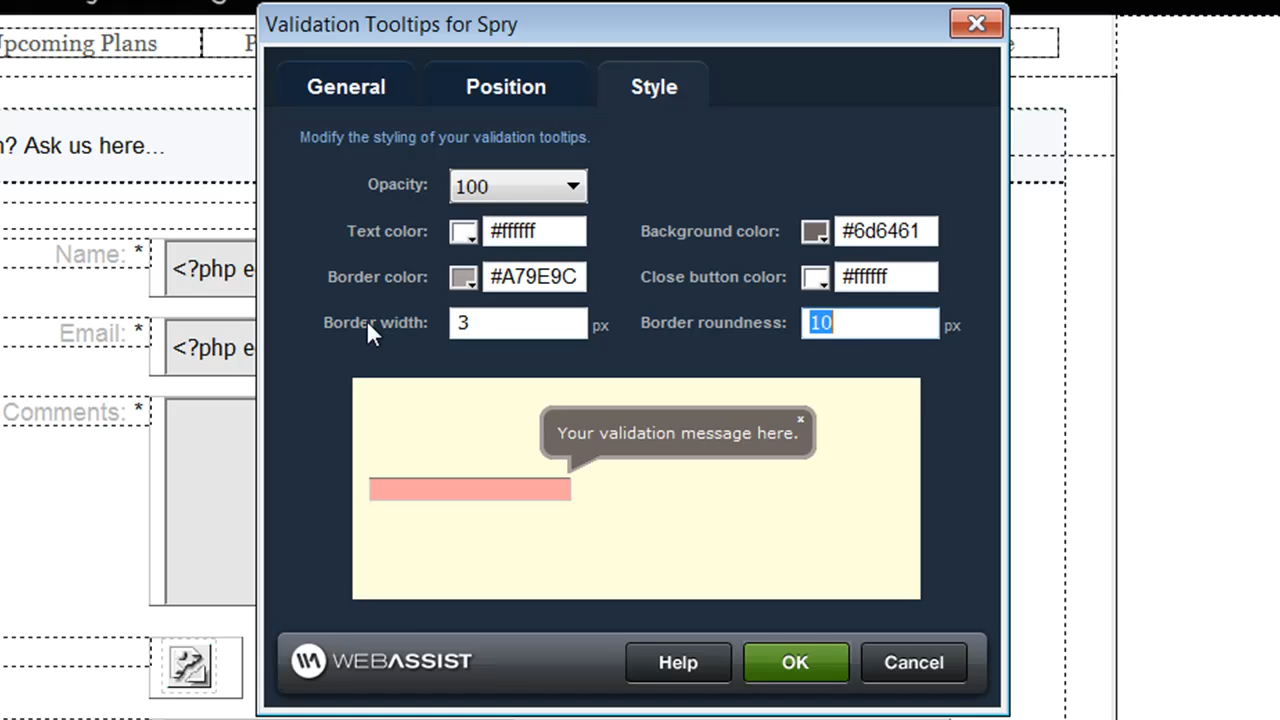 Validation Tooltips for Spry
Upcoming Plans
General Position Style
Modify the styling of your validation tooltips.
? Ask us here...
Opacity: 100
Text color: #ffffff Background color: #6d6461
Name: * <?php e
Border color: #A79E9C Close button color: #ffffff
Border width: 3 px Border roundness: 10 px
Email: * <?php e
Comments: *
Your validation message here. x
WEBASSIST Help OK Cancel